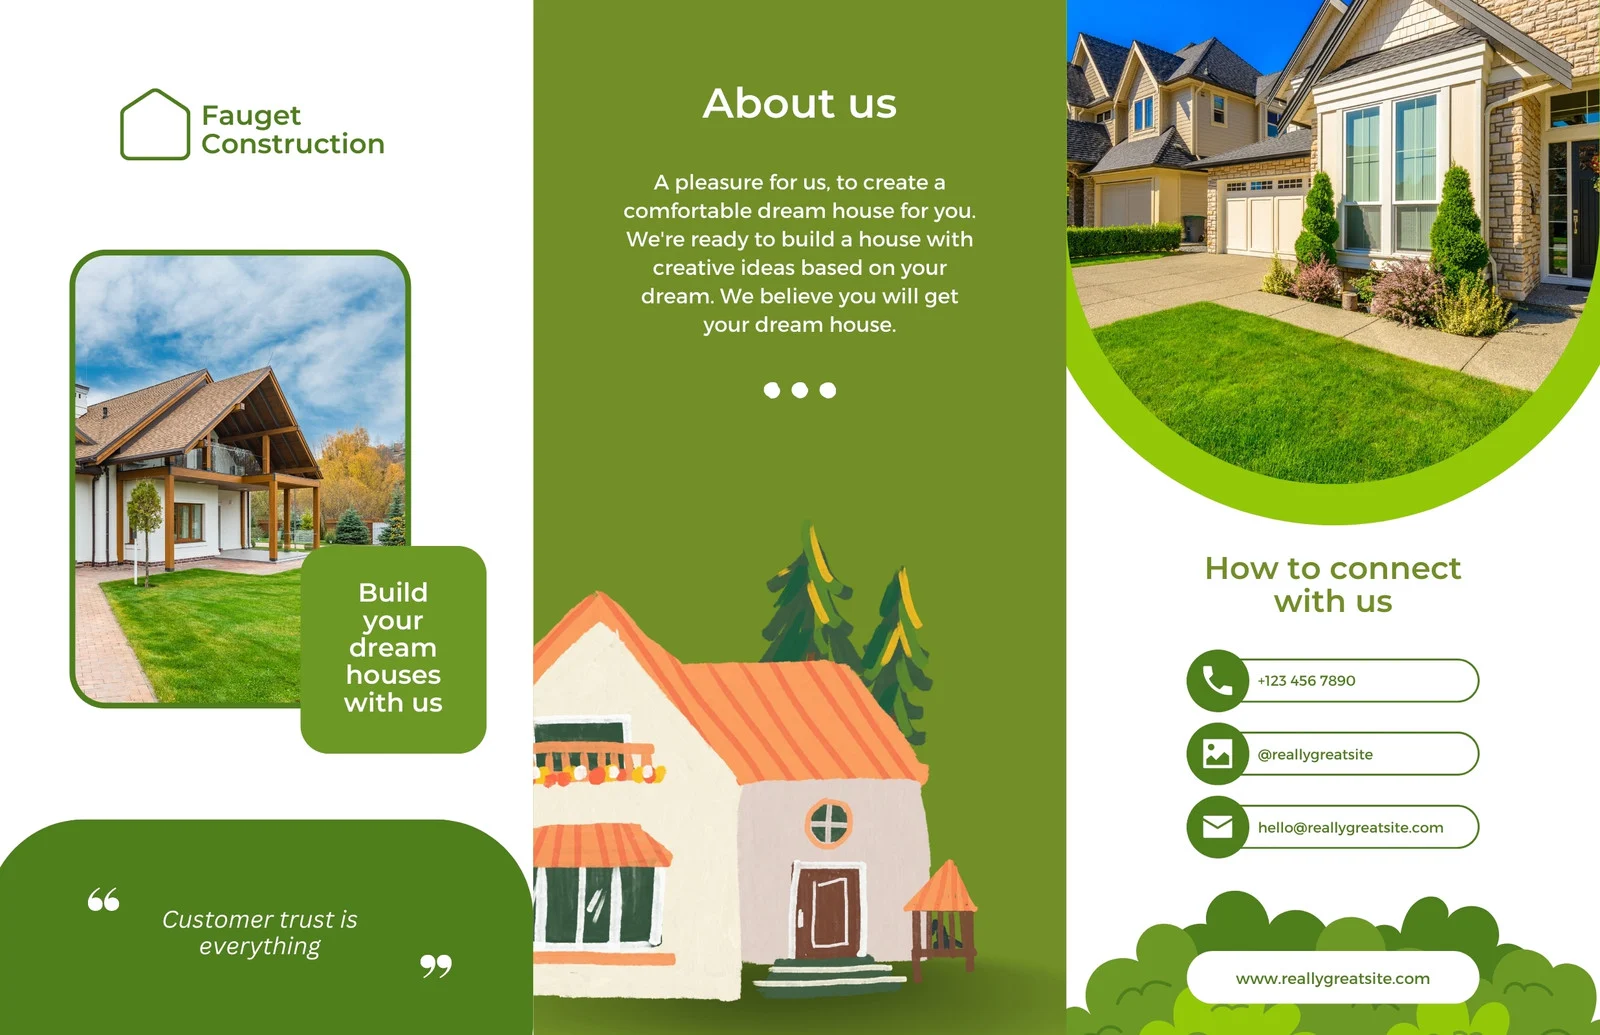 Fauget
Construction
Build
your
dream
houses
with us
“
Customer trust is
everything
”
About us
A pleasure for us, to create a
comfortable dream house for you.
We're ready to build a house with
creative ideas based on your
dream. We believe you will get
your dream house.
How to connect
with us
+123 456 7890
@reallygreatsite
hello@reallygreatsite.com
www.reallygreatsite.com